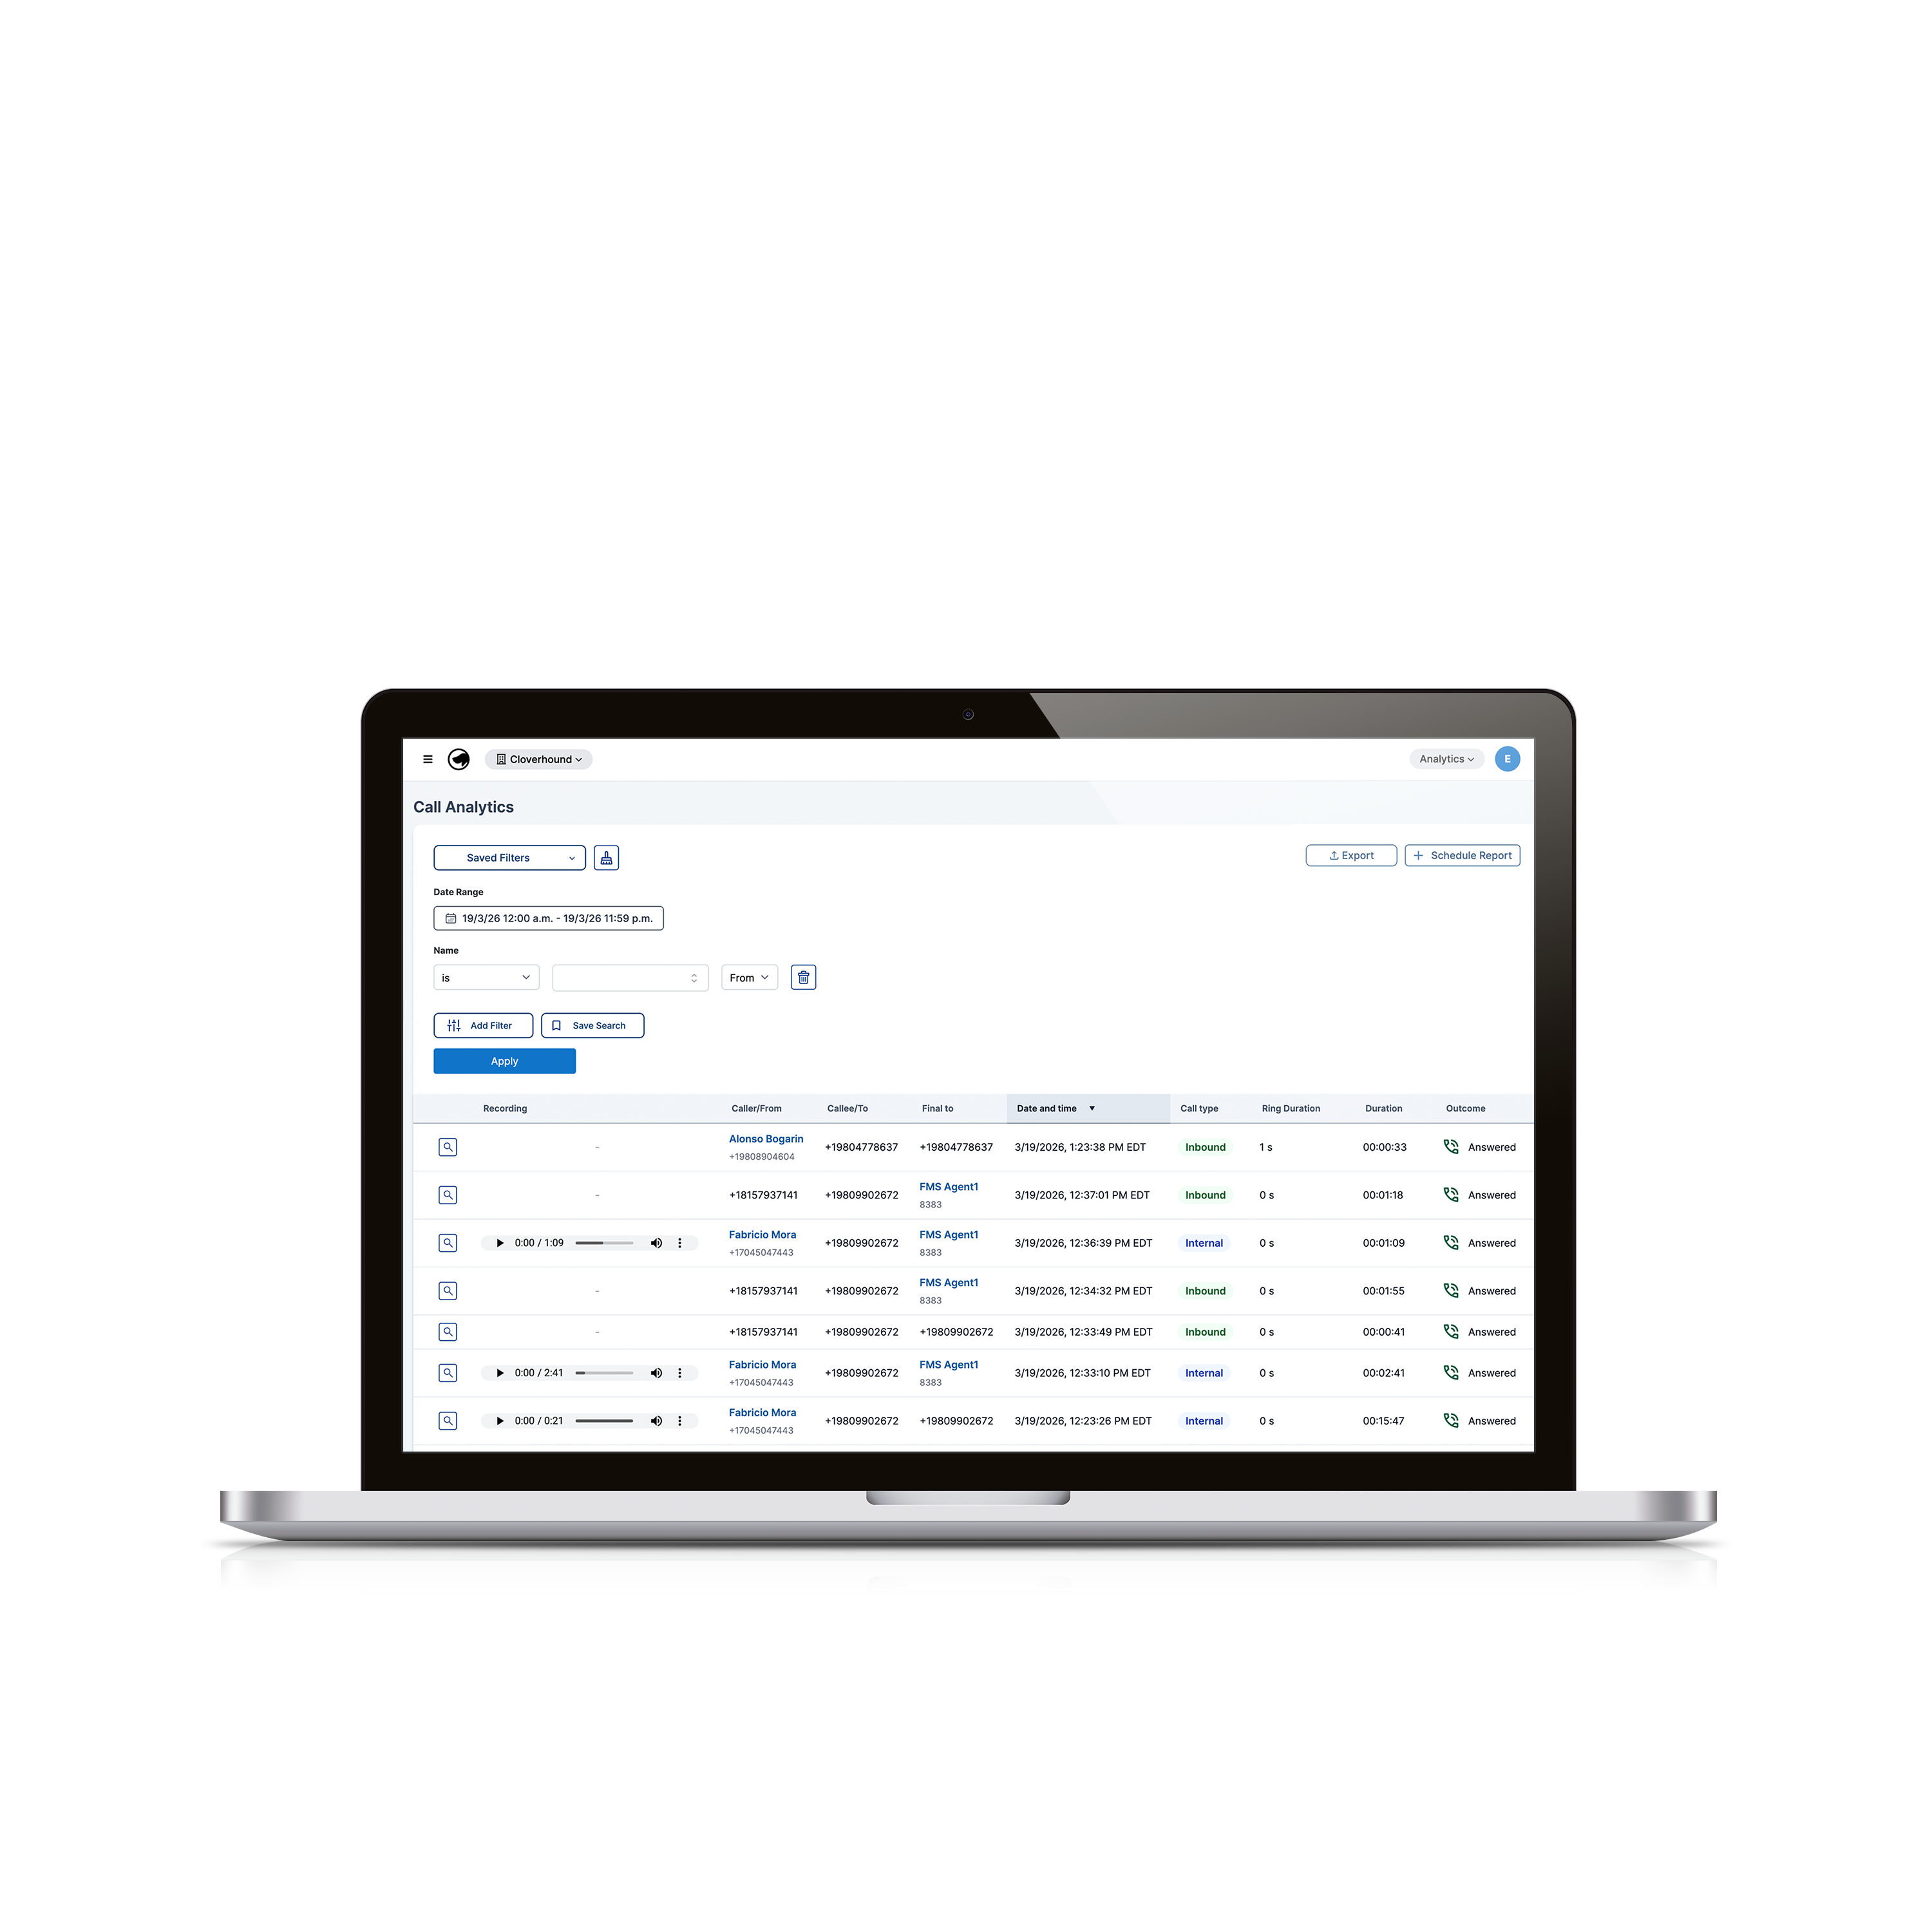 Cloverhound
Analytics
E
Call Analytics
Saved Filters
Export
Schedule Report
Date Range
19/3/26 12:00 a.m. - 19/3/26 11:59 p.m.
Name
is
From
Add Filter
Save Search
Apply
Recording Caller/From Callee/To Final to Date and time Call type Ring Duration Duration Outcome
- Alonso Bogarin +19808904604 +19804778637 +19804778637 3/19/2026, 1:23:38 PM EDT Inbound 1 s 00:00:33 Answered
- +18157937141 +19809902672 FMS Agent1 8383 3/19/2026, 12:37:01 PM EDT Inbound 0 s 00:01:18 Answered
0:00 / 1:09 Fabricio Mora +17045047443 +19809902672 FMS Agent1 8383 3/19/2026, 12:36:39 PM EDT Internal 0 s 00:01:09 Answered
- +18157937141 +19809902672 FMS Agent1 8383 3/19/2026, 12:34:32 PM EDT Inbound 0 s 00:01:55 Answered
- +18157937141 +19809902672 +19809902672 3/19/2026, 12:33:49 PM EDT Inbound 0 s 00:00:41 Answered
0:00 / 2:41 Fabricio Mora +17045047443 +19809902672 FMS Agent1 8383 3/19/2026, 12:33:10 PM EDT Internal 0 s 00:02:41 Answered
0:00 / 0:21 Fabricio Mora +17045047443 +19809902672 +19809902672 3/19/2026, 12:23:26 PM EDT Internal 0 s 00:15:47 Answered